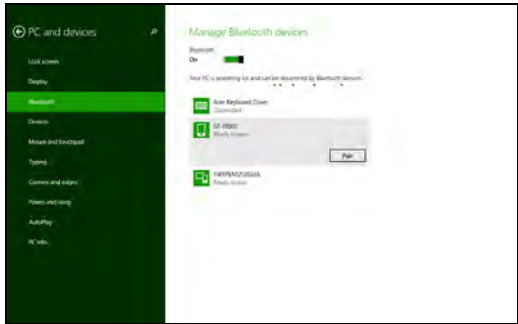 PC and devices
Lock screen
Display
Bluetooth
Devices
Mouse and touchpad
Typing
Corners and edges
Power and sleep
AutoPlay
PC info
Manage Bluetooth devices
Bluetooth
On
Your PC is searching for and can be discovered by Bluetooth devices.
Acer Keyboard Cover
Connected
Ready to pair
Pair
Ready to pair